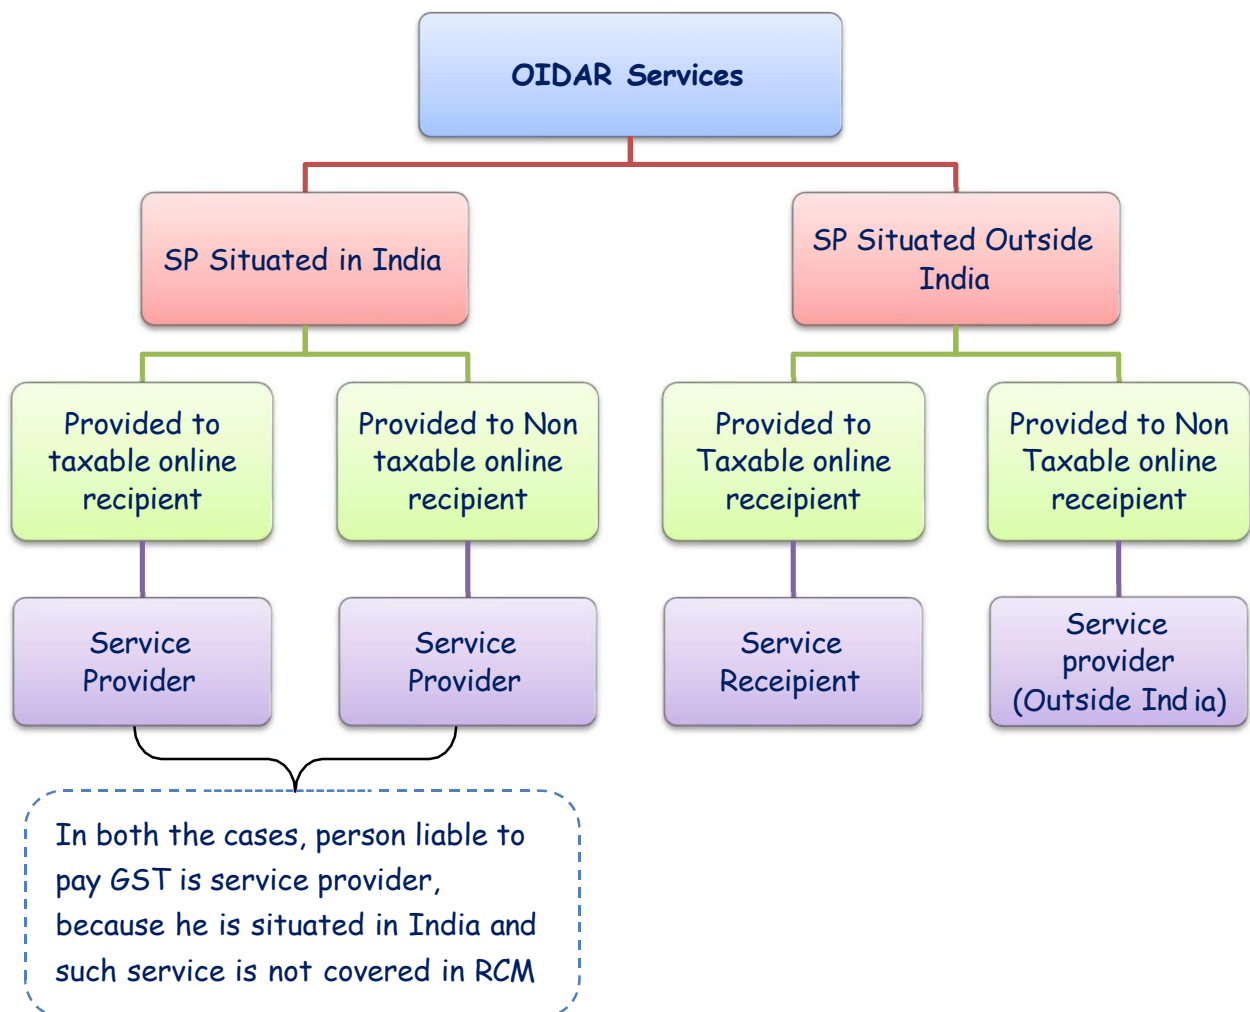 OIDAR Services
SP Situated in India
SP Situated Outside
India
Provided to
taxable online
recipient
Provided to Non
taxable online
recipient
Provided to
Taxable online
receipient
Provided to Non
Taxable online
receipient
Service
Provider
Service
Provider
Service
Receipient
Service
provider
(Outside India)
In both the cases, person liable to
pay GST is service provider,
because he is situated in India and
such service is not covered in RCM